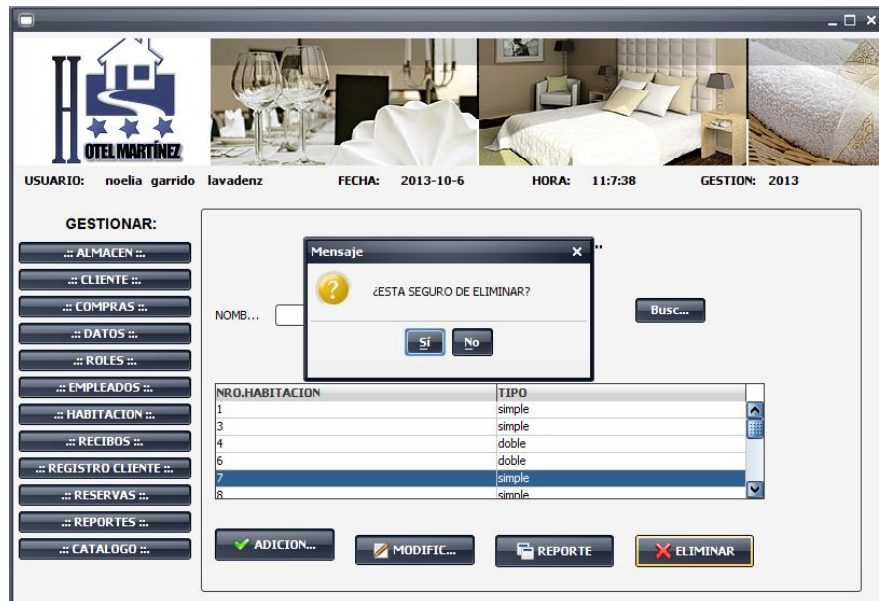 H
OTEL MARTÍNEZ
USUARIO: noelia garrido lavadenz FECHA: 2013-10-6 HORA: 11:7:38 GESTION: 2013
GESTIONAR:
.:: ALMACEN ::.
.:: CLIENTE ::.
.:: COMPRAS ::.
.:: DATOS ::.
.:: ROLES ::.
.:: EMPLEADOS ::.
.:: HABITACION ::.
.:: RECIBOS ::.
.:: REGISTRO CLIENTE ::.
.:: RESERVAS ::.
.:: REPORTES ::.
.:: CATALOGO ::.
Mensaje
¿ESTA SEGURO DE ELIMINAR?
Sí No
NOMB... Busc...
NRO.HABITACION TIPO
1 simple
3 simple
4 doble
6 doble
7 simple
8 simple
ADICION... MODIFIC... REPORTE ELIMINAR